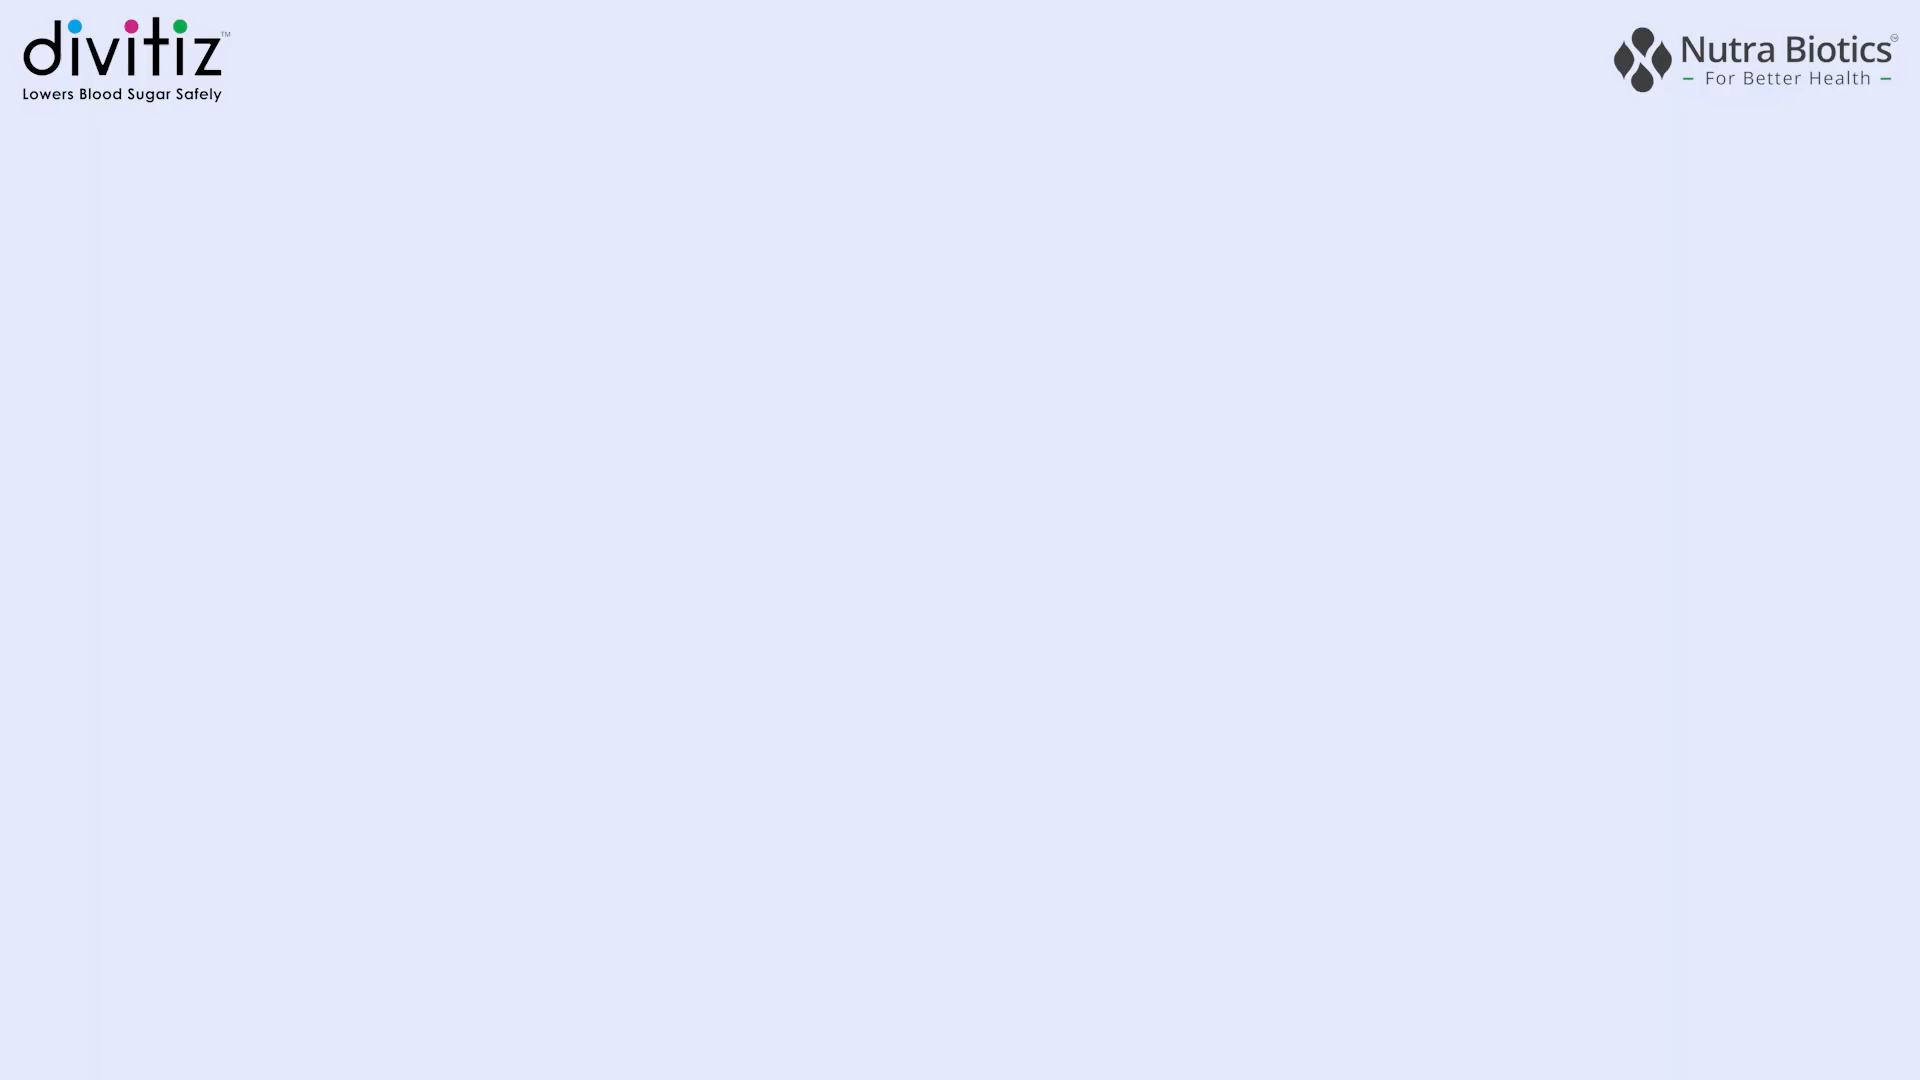 divitiz™
Lowers Blood Sugar Safely
Nutra Biotics
– For Better Health –